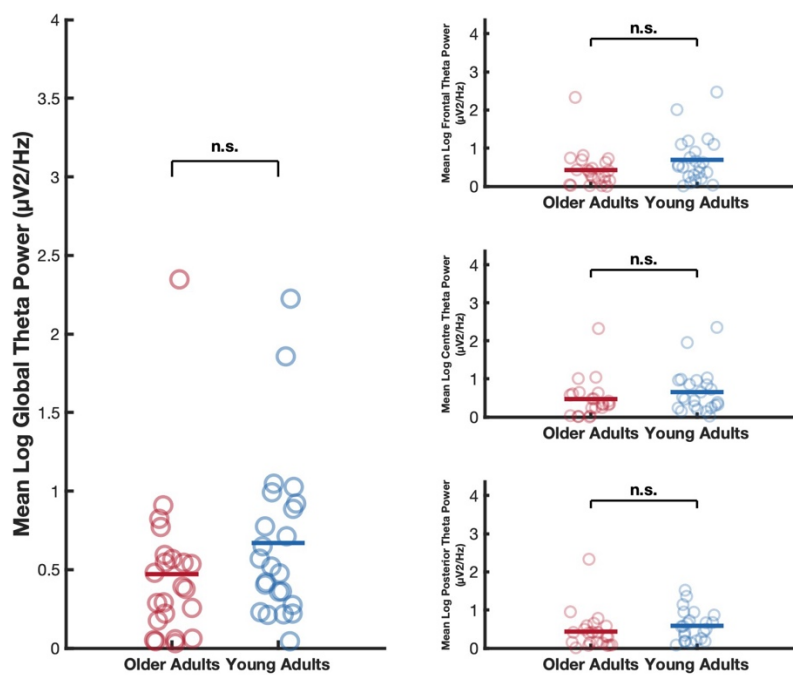 Mean Log Global Theta Power (µV2/Hz)
4
3.5
3
2.5
2
1.5
1
0.5
0
n.s.
Older Adults Young Adults
Mean Log Frontal Theta Power
(µV2/Hz)
4
3
2
1
0
n.s.
Older Adults Young Adults
Mean Log Centre Theta Power
(µV2/Hz)
4
3
2
1
0
n.s.
Older Adults Young Adults
Mean Log Posterior Theta Power
(µV2/Hz)
4
3
2
1
0
n.s.
Older Adults Young Adults